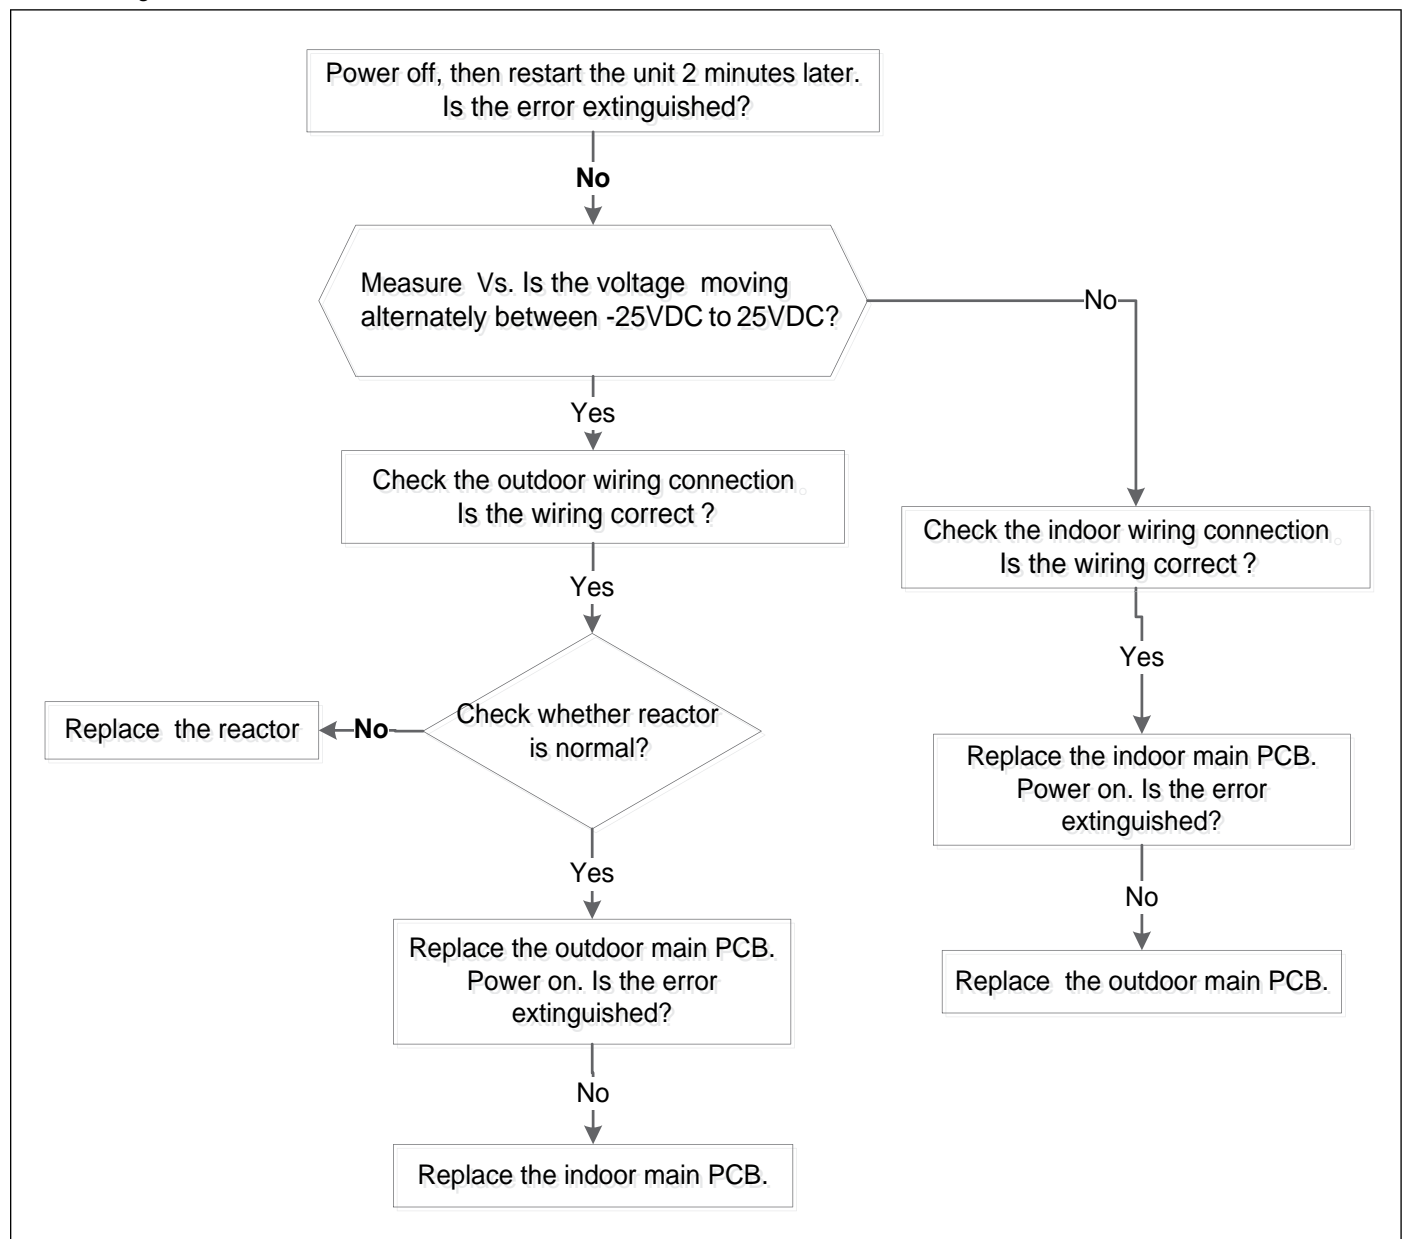 Power off, then restart the unit 2 minutes later.
Is the error extinguished?
No
Measure Vs. Is the voltage moving
alternately between -25VDC to 25VDC?
No
Yes
Check the outdoor wiring connection。
Is the wiring correct ?
Check the indoor wiring connection。
Is the wiring correct ?
Yes
Yes
Check whether reactor
is normal?
No
Replace the reactor
Replace the indoor main PCB.
Power on. Is the error
extinguished?
Yes
No
Replace the outdoor main PCB.
Power on. Is the error
extinguished?
Replace the outdoor main PCB.
No
Replace the indoor main PCB.